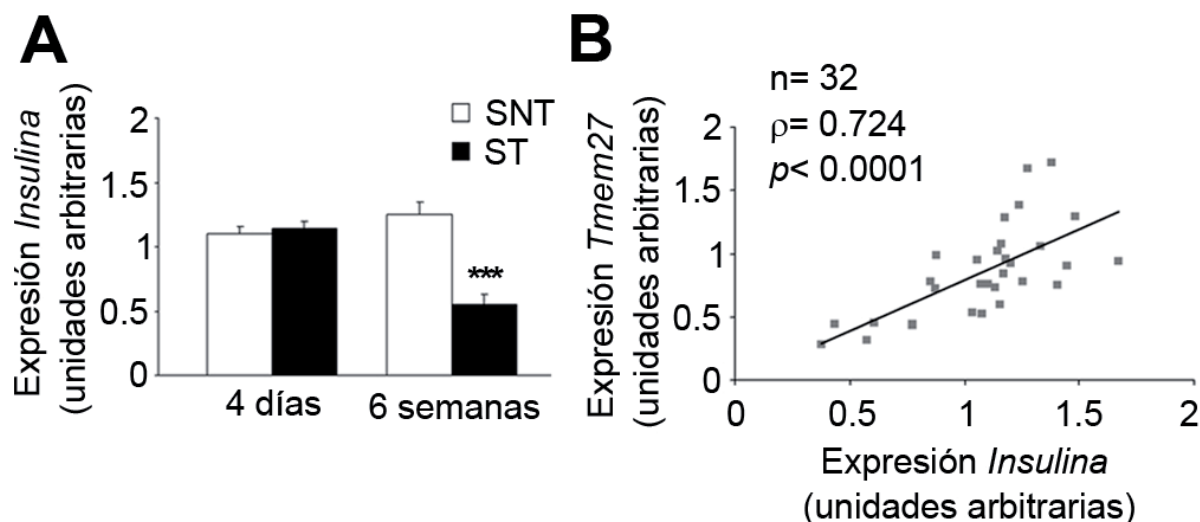 A
Expresión Insulina
(unidades arbitrarias)
2
1.5
1
0.5
0
SNT
ST
***
4 días
6 semanas
B
Expresión Tmem27
(unidades arbitrarias)
n= 32
ρ= 0.724
p< 0.0001
2
1.5
1
0.5
0
0
0.5
1
1.5
2
Expresión Insulina
(unidades arbitrarias)